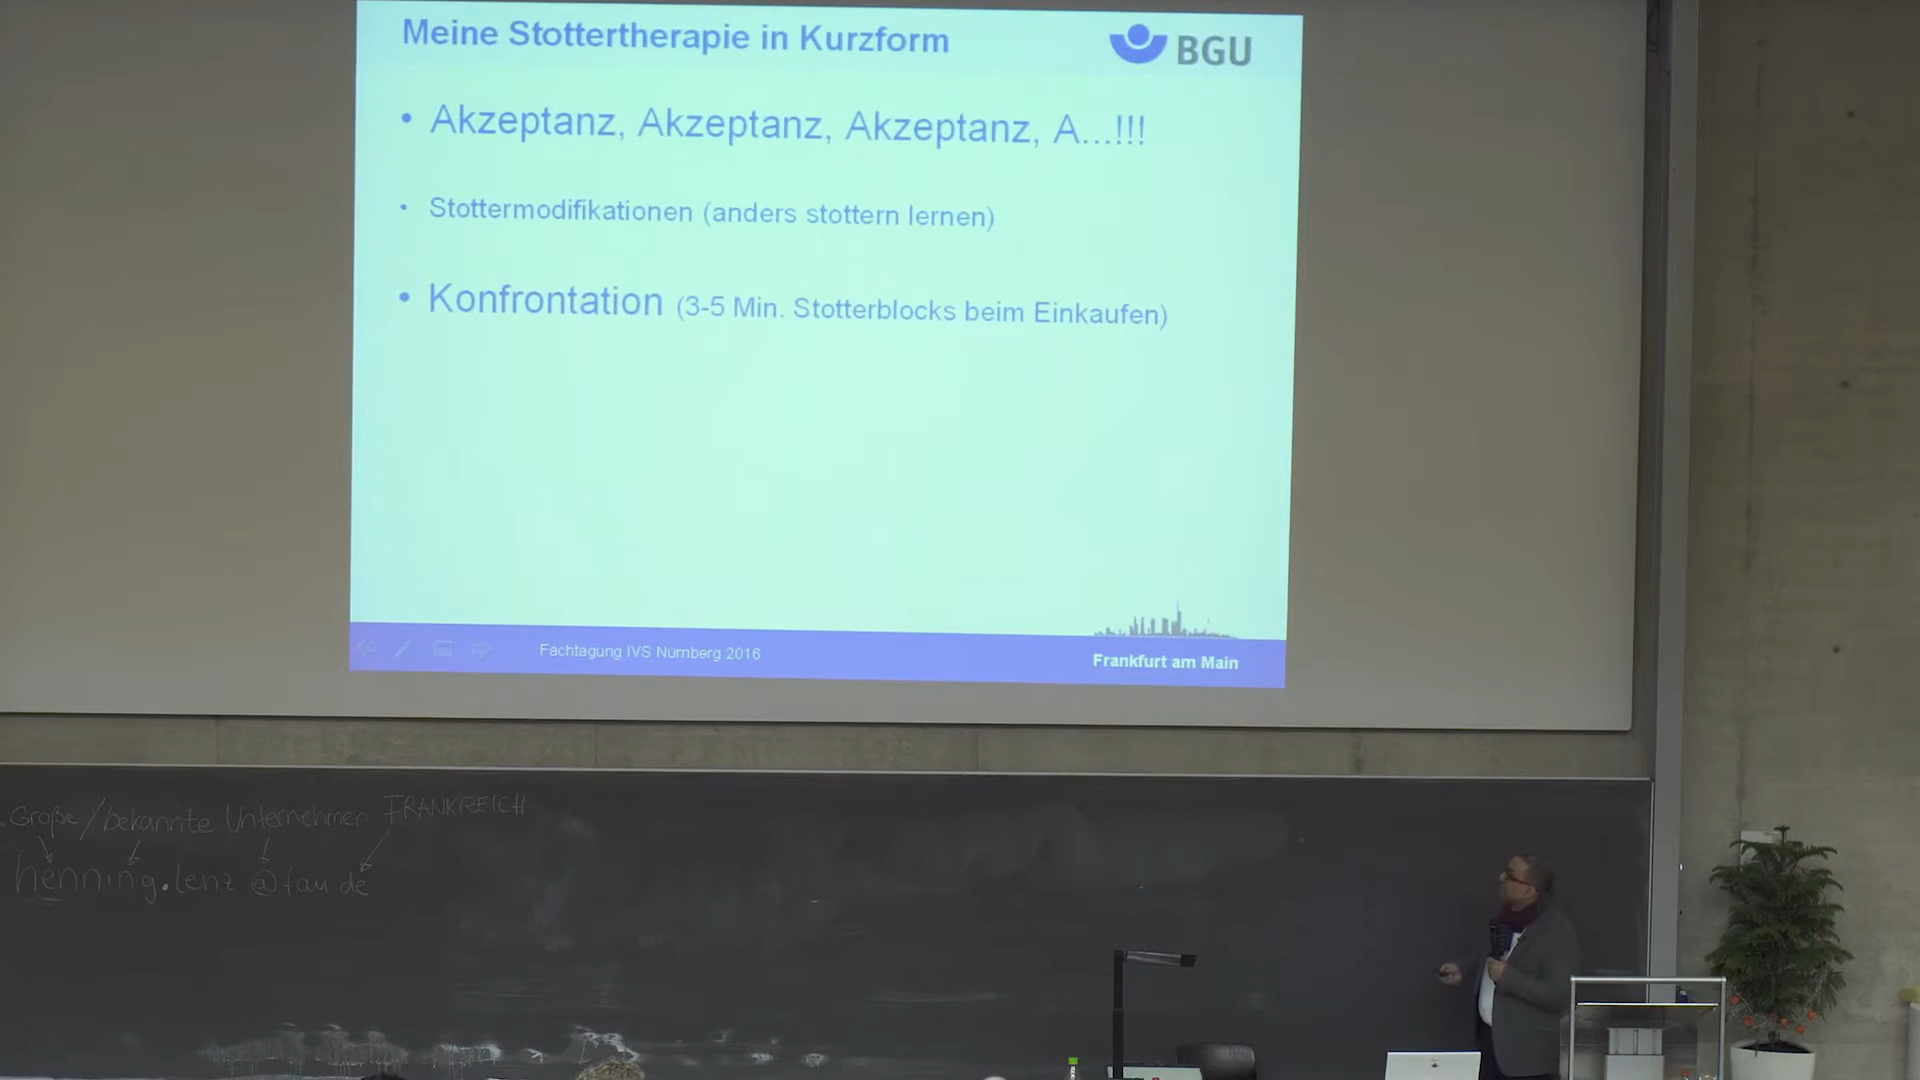 Meine Stottertherapie in Kurzform
BGU
• Akzeptanz, Akzeptanz, Akzeptanz, A...!!!
• Stottermodifikationen (anders stottern lernen)
• Konfrontation (3-5 Min. Stotterblocks beim Einkaufen)
Fachtagung IVS Nürnberg 2016
Frankfurt am Main
Große/bekannte Unternehmer FRANKREICH
henning.lenz @fau de